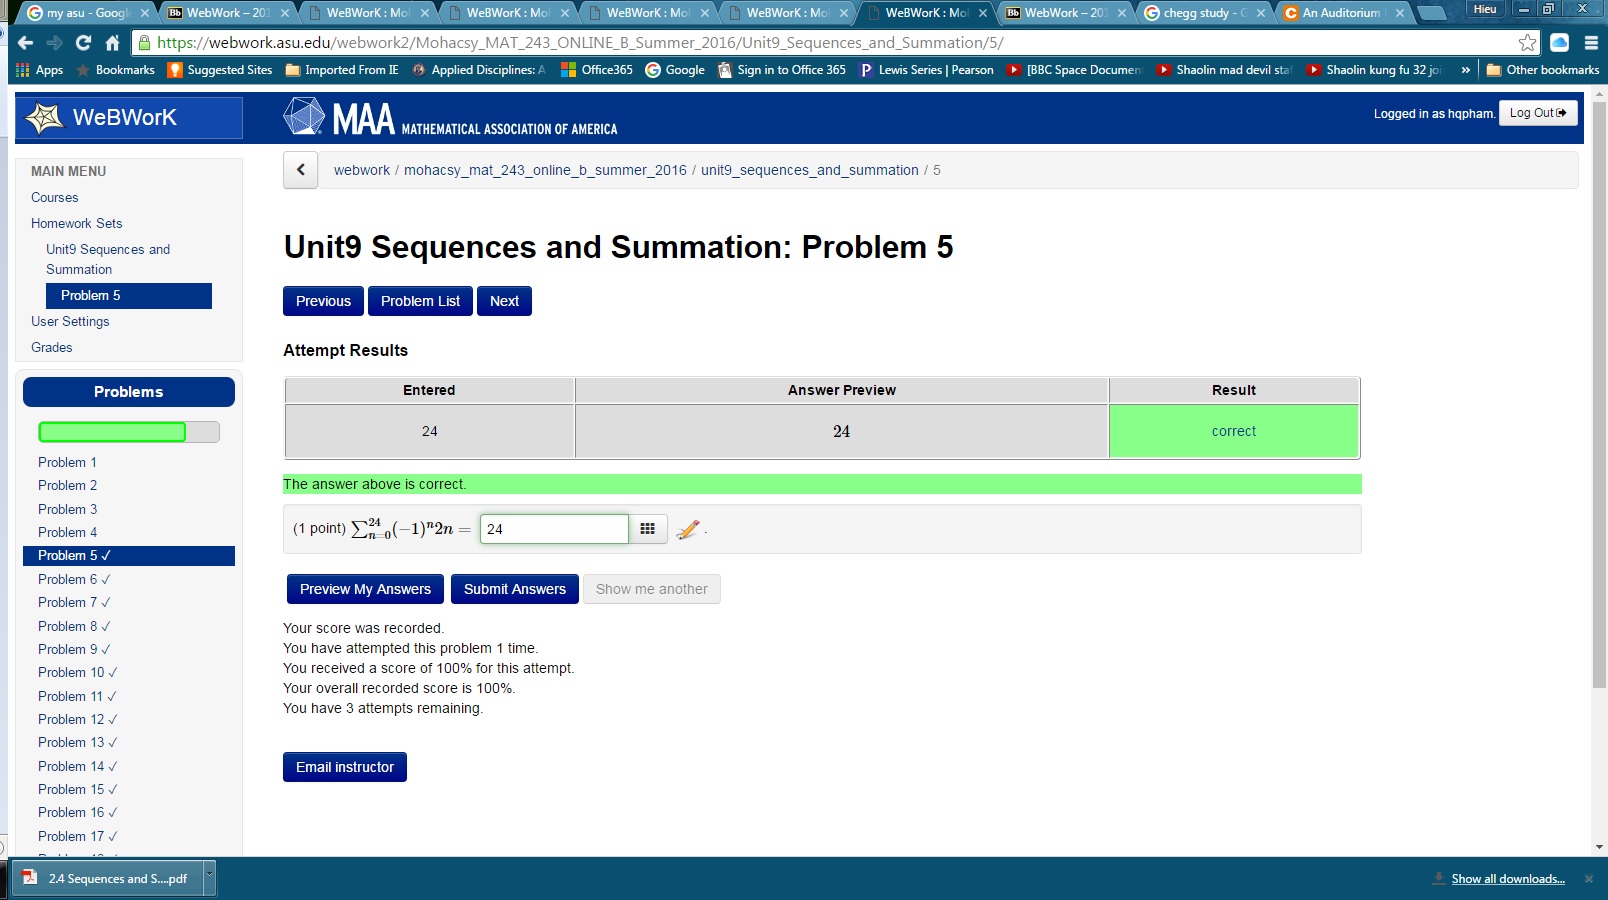 my asu - Googl
WebWork – 201
WeBWorK : Mo
WeBWorK : Mo
WeBWorK : Mo
WeBWorK : Mo
WeBWorK : Mo
WebWork – 201
chegg study - G
An Auditorium
Hieu
https://webwork.asu.edu/webwork2/Mohacsy_MAT_243_ONLINE_B_Summer_2016/Unit9_Sequences_and_Summation/5/
Apps Bookmarks Suggested Sites Imported From IE Applied Disciplines: A Office365 Google Sign in to Office 365 Lewis Series | Pearson [BBC Space Documen Shaolin mad devil sta Shaolin kung fu 32 joi » Other bookmarks
WeBWorK
MAA MATHEMATICAL ASSOCIATION OF AMERICA
Logged in as hqpham. Log Out
MAIN MENU
Courses
Homework Sets
Unit9 Sequences and
Summation
Problem 5
User Settings
Grades
Problems
Problem 1
Problem 2
Problem 3
Problem 4
Problem 5 ✓
Problem 6 ✓
Problem 7 ✓
Problem 8 ✓
Problem 9 ✓
Problem 10 ✓
Problem 11 ✓
Problem 12 ✓
Problem 13 ✓
Problem 14 ✓
Problem 15 ✓
Problem 16 ✓
Problem 17 ✓
webwork / mohacsy_mat_243_online_b_summer_2016 / unit9_sequences_and_summation / 5
Unit9 Sequences and Summation: Problem 5
Previous Problem List Next
Attempt Results
Entered Answer Preview Result
24 24 correct
The answer above is correct.
(1 point) ∑_{n=0}^{24}(−1)^n 2n = 24 .
Preview My Answers Submit Answers Show me another
Your score was recorded.
You have attempted this problem 1 time.
You received a score of 100% for this attempt.
Your overall recorded score is 100%.
You have 3 attempts remaining.
Email instructor
2.4 Sequences and S....pdf
Show all downloads...